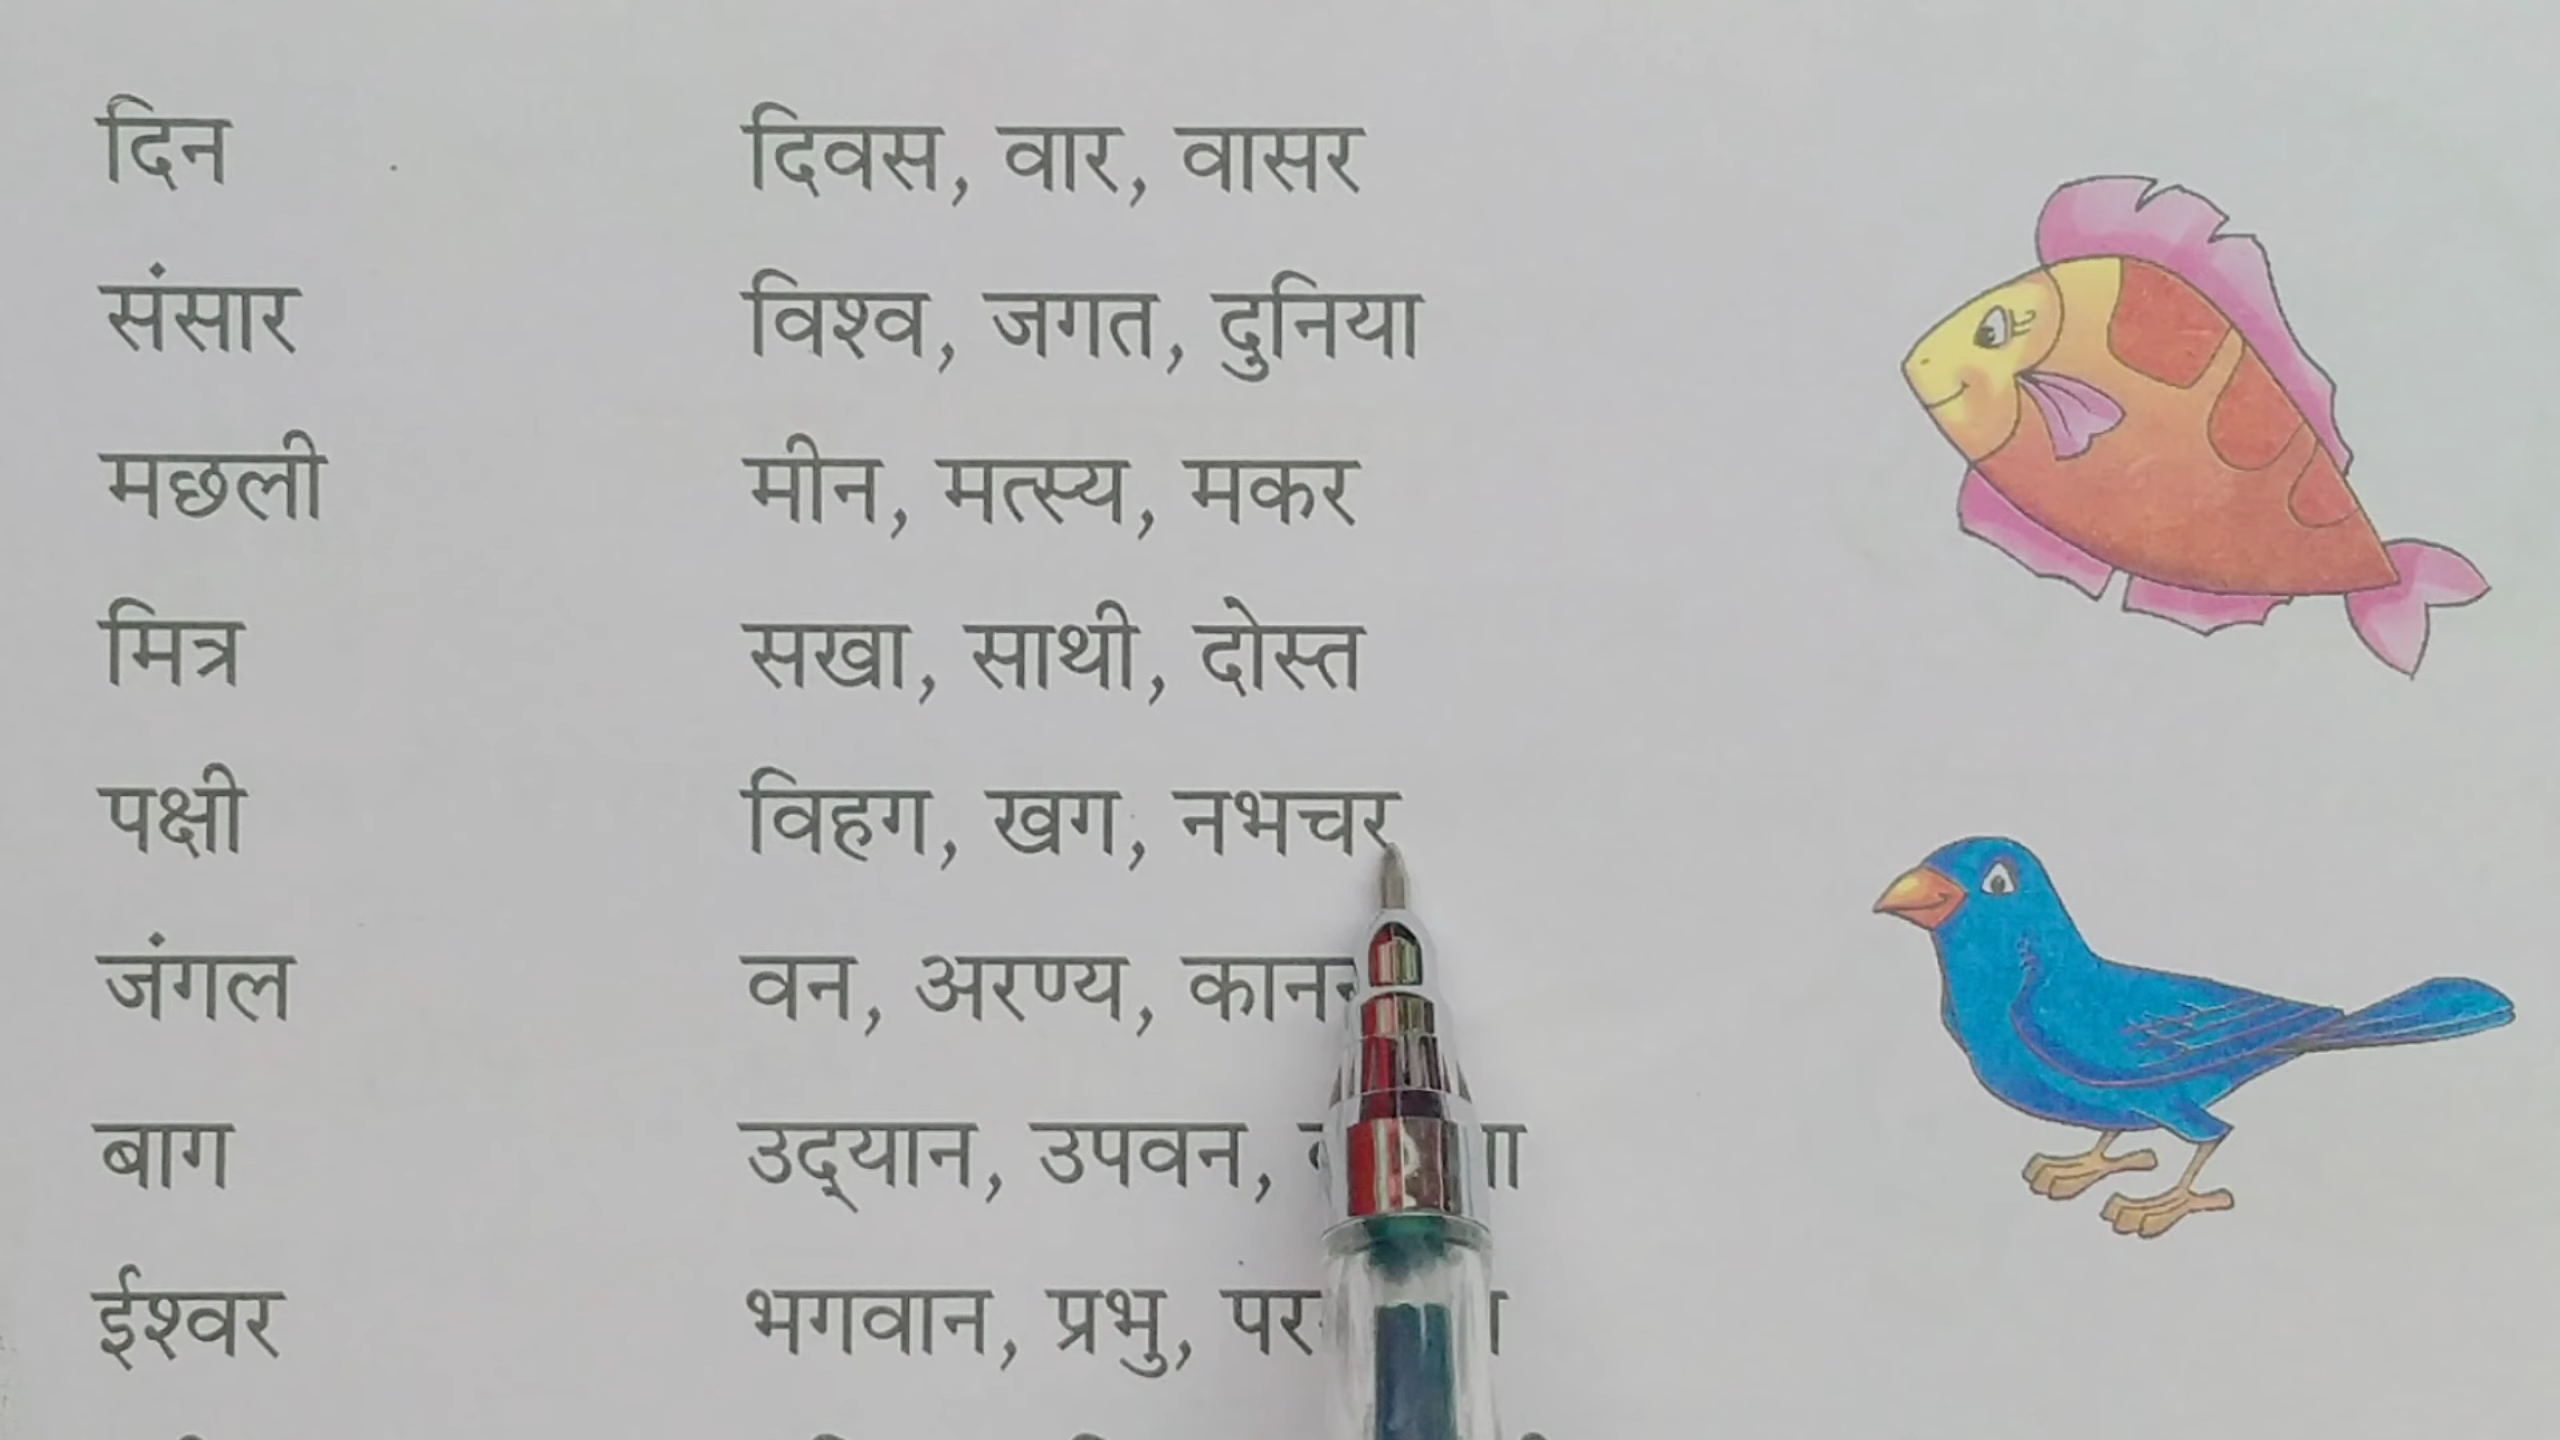 दिन दिवस, वार, वासर
संसार विश्व, जगत, दुनिया
मछली मीन, मत्स्य, मकर
मित्र सखा, साथी, दोस्त
पक्षी विहग, खग, नभचर
जंगल वन, अरण्य,
बाग उद्‌यान, उपवन,
ईश्वर भगवान, प्रभु,